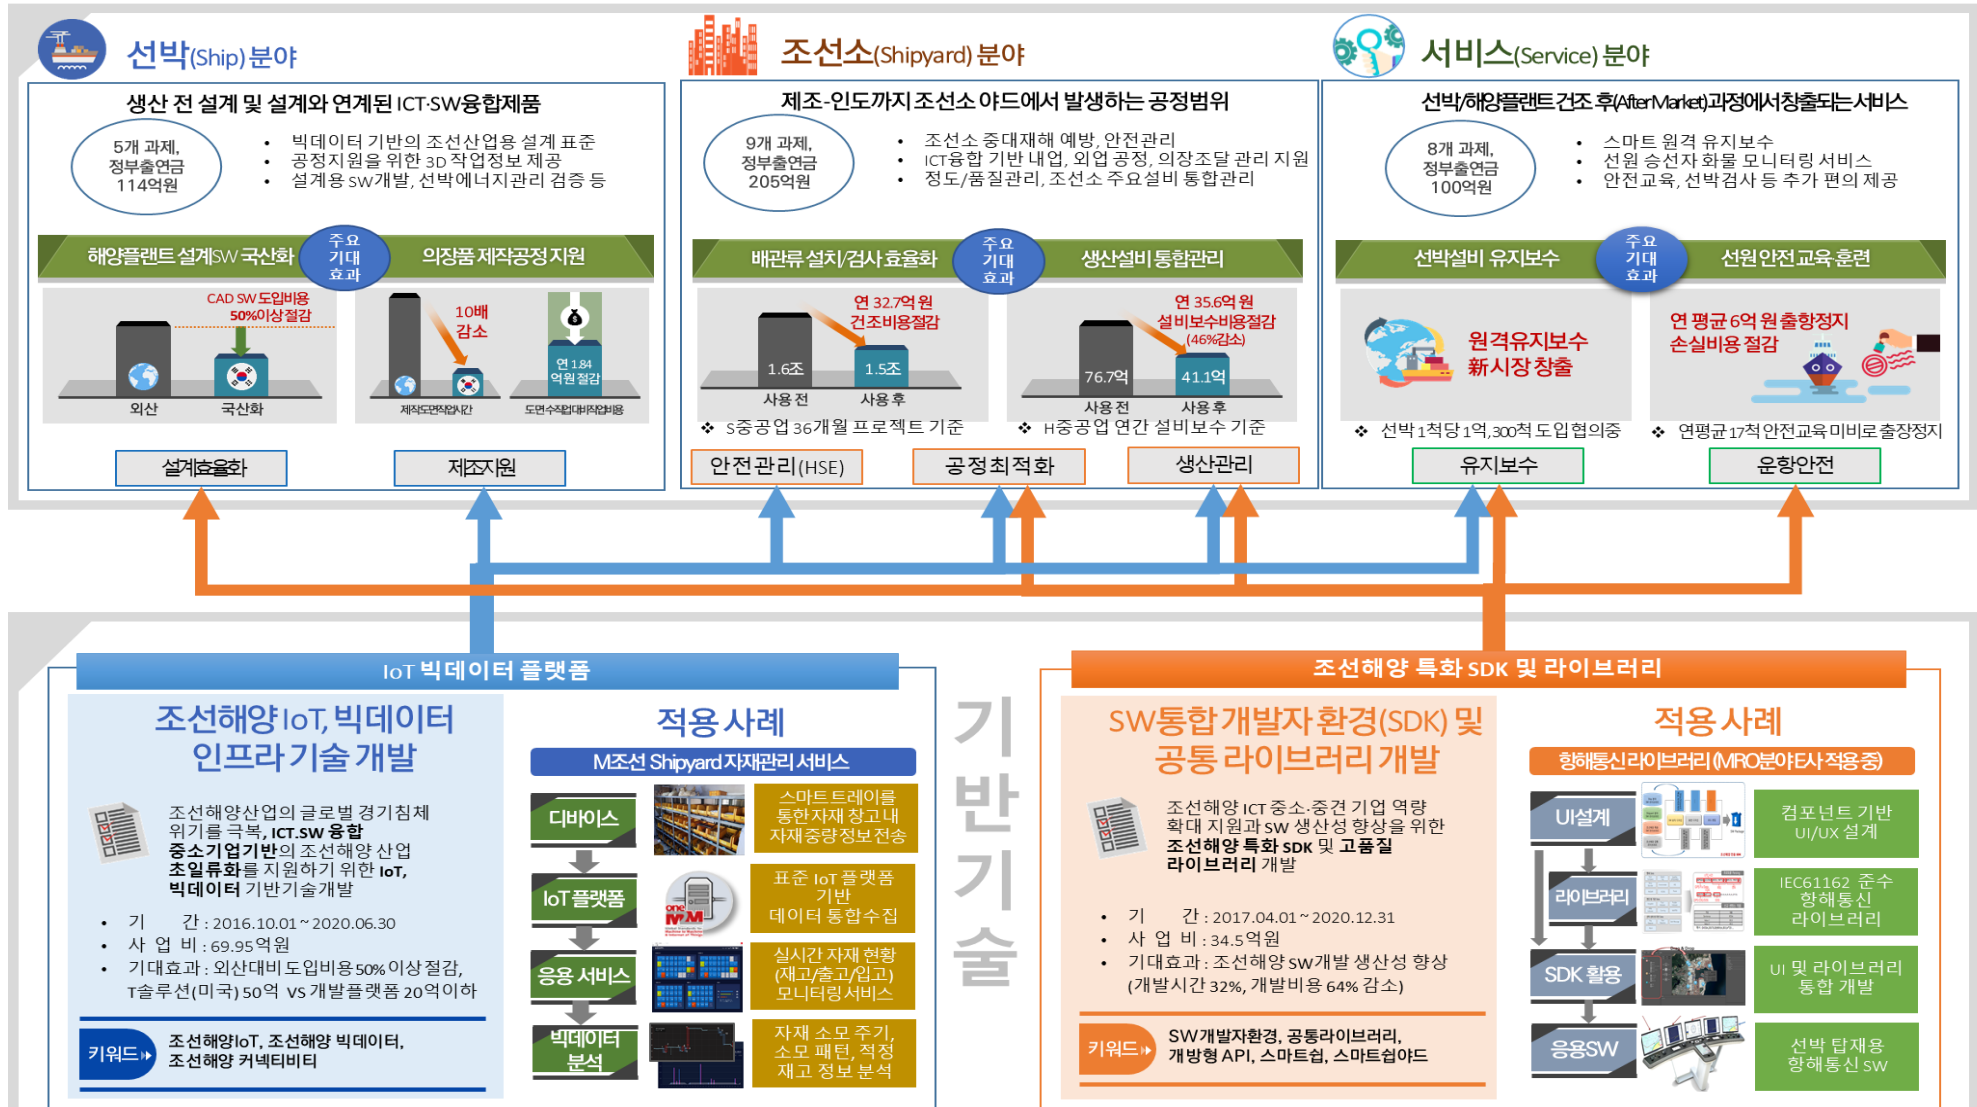 선박(Ship) 분야
생산 전 설계 및 설계와 연계된 ICT·SW융합제품
5개 과제,
정부출연금
114억원
• 빅데이터 기반의 조선산업용 설계 표준
• 공정지원을 위한 3D 작업정보 제공
• 설계용 SW개발, 선박에너지관리 검증 등
해양플랜트 설계SW 국산화
주요
기대
효과
의장품 제작공정 지원
CAD SW 도입비용
50%이상 절감
외산
국산화
10배
감소
제작도면작업시간
연 1.84
억원 절감
도면 수작업 대비작업비용
설계효율화
제조지원
조선소(Shipyard) 분야
제조-인도까지 조선소 야드에서 발생하는 공정범위
9개 과제,
정부출연금
205억원
• 조선소 중대재해 예방, 안전관리
• ICT융합 기반 내업, 외업 공정, 의장조달 관리 지원
• 정도/품질관리, 조선소 주요설비 통합관리
배관류 설치/검사 효율화
주요
기대
효과
생산설비 통합관리
연 32.7억 원
건조비용절감
1.6조
1.5조
사용 전
사용 후
❖ S중공업 36개월 프로젝트 기준
연 35.6억 원
설비보수비용절감
(46%감소)
76.7억
41.1억
사용 전
사용 후
❖ H중공업 연간 설비보수 기준
안전관리(HSE)
공정최적화
생산관리
서비스(Service) 분야
선박/해양플랜트 건조 후(After Market)과정에서 창출되는 서비스
8개 과제,
정부출연금
100억원
• 스마트 원격 유지보수
• 선원 승선자 화물 모니터링 서비스
• 안전교육, 선박검사 등 추가 편의 제공
선박설비 유지보수
주요
기대
효과
선원 안전 교육·훈련
원격유지보수
新시장 창출
❖ 선박 1척당 1억, 300척 도입 협의중
연 평균 6억 원 출항정지
손실비용 절감
❖ 연평균 17척 안전교육 미비로 출장정지
유지보수
운항안전
기반기술
IoT 빅데이터 플랫폼
조선해양 IoT, 빅데이터
인프라 기술 개발
조선해양산업의 글로벌 경기침체
위기를 극복, ICT.SW 융합
중소기업기반의 조선해양 산업
초일류화를 지원하기 위한 IoT,
빅데이터 기반기술개발
• 기 간 : 2016.10.01 ~ 2020.06.30
• 사 업 비 : 69.95억원
• 기대효과 : 외산대비 도입비용 50% 이상 절감,
T솔루션(미국) 50억 VS 개발플랫폼 20억이하
키워드
조선해양IoT, 조선해양 빅데이터,
조선해양 커넥티비티
적용 사례
M조선 Shipyard 자재관리 서비스
디바이스
스마트트레이를
통한자재 창고내
자재중량정보 전송
IoT 플랫폼
one
M2M
표준 IoT 플랫폼
기반
데이터 통합수집
응용 서비스
실시간 자재 현황
(재고/출고/입고)
모니터링 서비스
빅데이터
분석
자재 소모 주기,
소모 패턴, 적정
재고 정보 분석
조선해양 특화 SDK 및 라이브러리
SW통합 개발자 환경(SDK) 및
공통 라이브러리 개발
조선해양 ICT 중소·중견 기업 역량
확대 지원과 SW 생산성 향상을 위한
조선해양 특화 SDK 및 고품질
라이브러리 개발
• 기 간 : 2017.04.01 ~ 2020.12.31
• 사 업 비 : 34.5억원
• 기대효과 : 조선해양 SW개발 생산성 향상
(개발시간 32%, 개발비용 64% 감소)
키워드
SW개발자환경, 공통라이브러리,
개방형 API, 스마트쉽, 스마트쉽야드
적용 사례
항해통신 라이브러리 (MRO분야 E사 적용 중)
UI설계
컴포넌트 기반
UI/UX 설계
라이브러리
IEC61162 준수
항해통신
라이브러리
SDK 활용
UI 및 라이브러리
통합 개발
응용SW
선박 탑재용
항해통신 SW